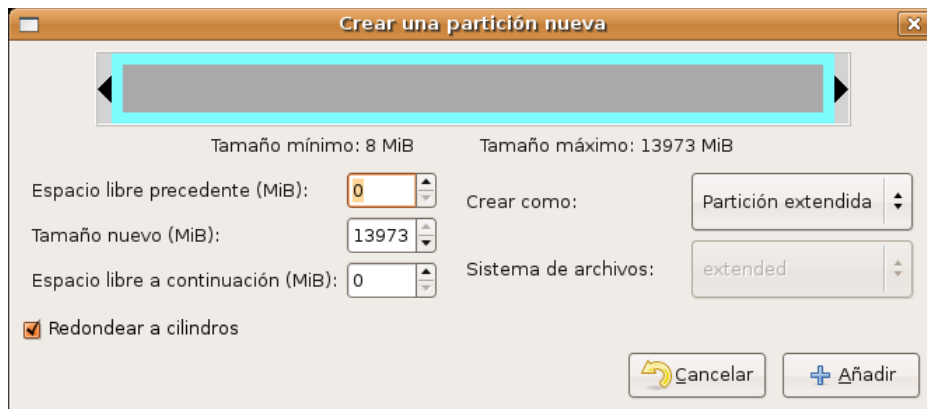 Crear una partición nueva
Tamaño mínimo: 8 MiB Tamaño máximo: 13973 MiB
Espacio libre precedente (MiB): 0
Crear como: Partición extendida
Tamaño nuevo (MiB): 13973
Sistema de archivos: extended
Espacio libre a continuación (MiB): 0
Redondear a cilindros
Cancelar Añadir